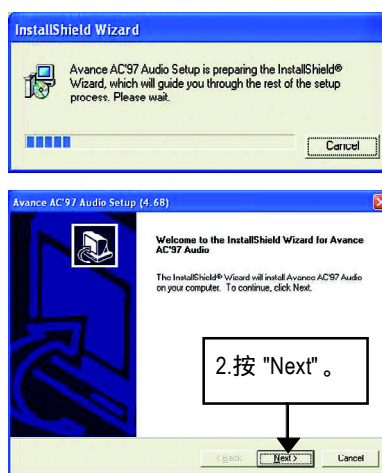 InstallShield Wizard
Avance AC'97 Audio Setup is preparing the InstallShield®
Wizard, which will guide you through the rest of the setup
process. Please wait.
Cancel
Avance AC'97 Audio Setup (4.68)
Welcome to the InstallShield Wizard for Avance
AC'97 Audio
The InstallShield® Wizard will install Avance AC'97 Audio
on your computer. To continue, click Next.
2.按 "Next"。
< Back
Next >
Cancel